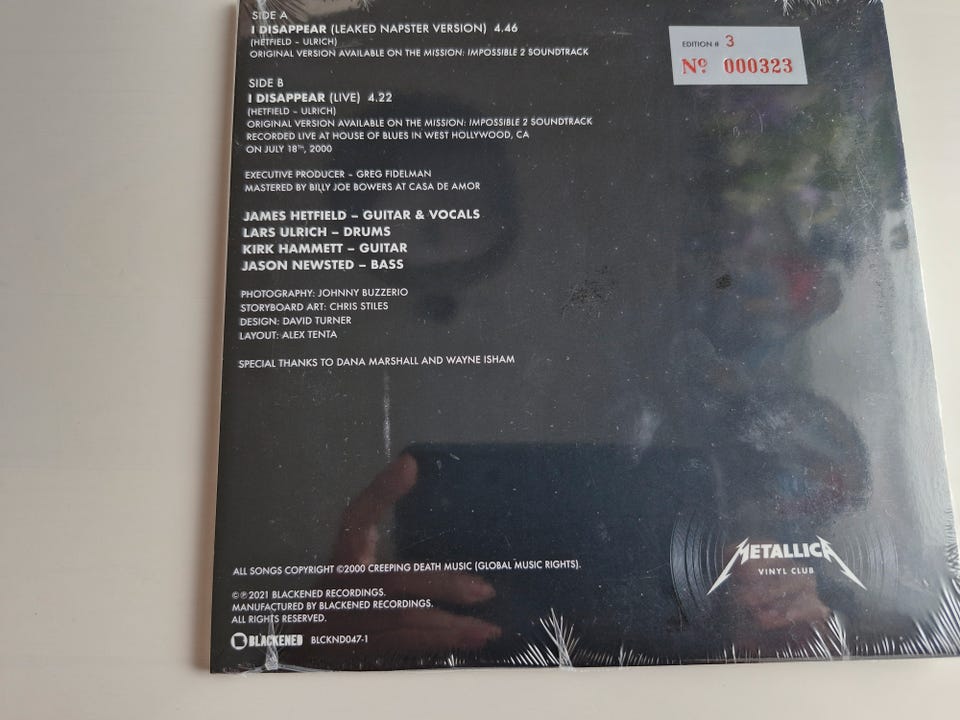 SIDE A
I DISAPPEAR (LEAKED NAPSTER VERSION) 4.46
(HETFIELD – ULRICH)
ORIGINAL VERSION AVAILABLE ON THE MISSION: IMPOSSIBLE 2 SOUNDTRACK
SIDE B
I DISAPPEAR (LIVE) 4.22
(HETFIELD – ULRICH)
ORIGINAL VERSION AVAILABLE ON THE MISSION: IMPOSSIBLE 2 SOUNDTRACK
RECORDED LIVE AT HOUSE OF BLUES IN WEST HOLLYWOOD, CA
ON JULY 18TH, 2000
EXECUTIVE PRODUCER – GREG FIDELMAN
MASTERED BY BILLY JOE BOWERS AT CASA DE AMOR
JAMES HETFIELD – GUITAR & VOCALS
LARS ULRICH – DRUMS
KIRK HAMMETT – GUITAR
JASON NEWSTED – BASS
PHOTOGRAPHY: JOHNNY BUZZERIO
STORYBOARD ART: CHRIS STILES
DESIGN: DAVID TURNER
LAYOUT: ALEX TENTA
SPECIAL THANKS TO DANA MARSHALL AND WAYNE ISHAM
ALL SONGS COPYRIGHT ©2000 CREEPING DEATH MUSIC (GLOBAL MUSIC RIGHTS).
©℗2021 BLACKENED RECORDINGS.
MANUFACTURED BY BLACKENED RECORDINGS.
ALL RIGHTS RESERVED.
BLACKENED BLCKND047-1
EDITION # 3
Nº 000323
METALLICA
VINYL CLUB